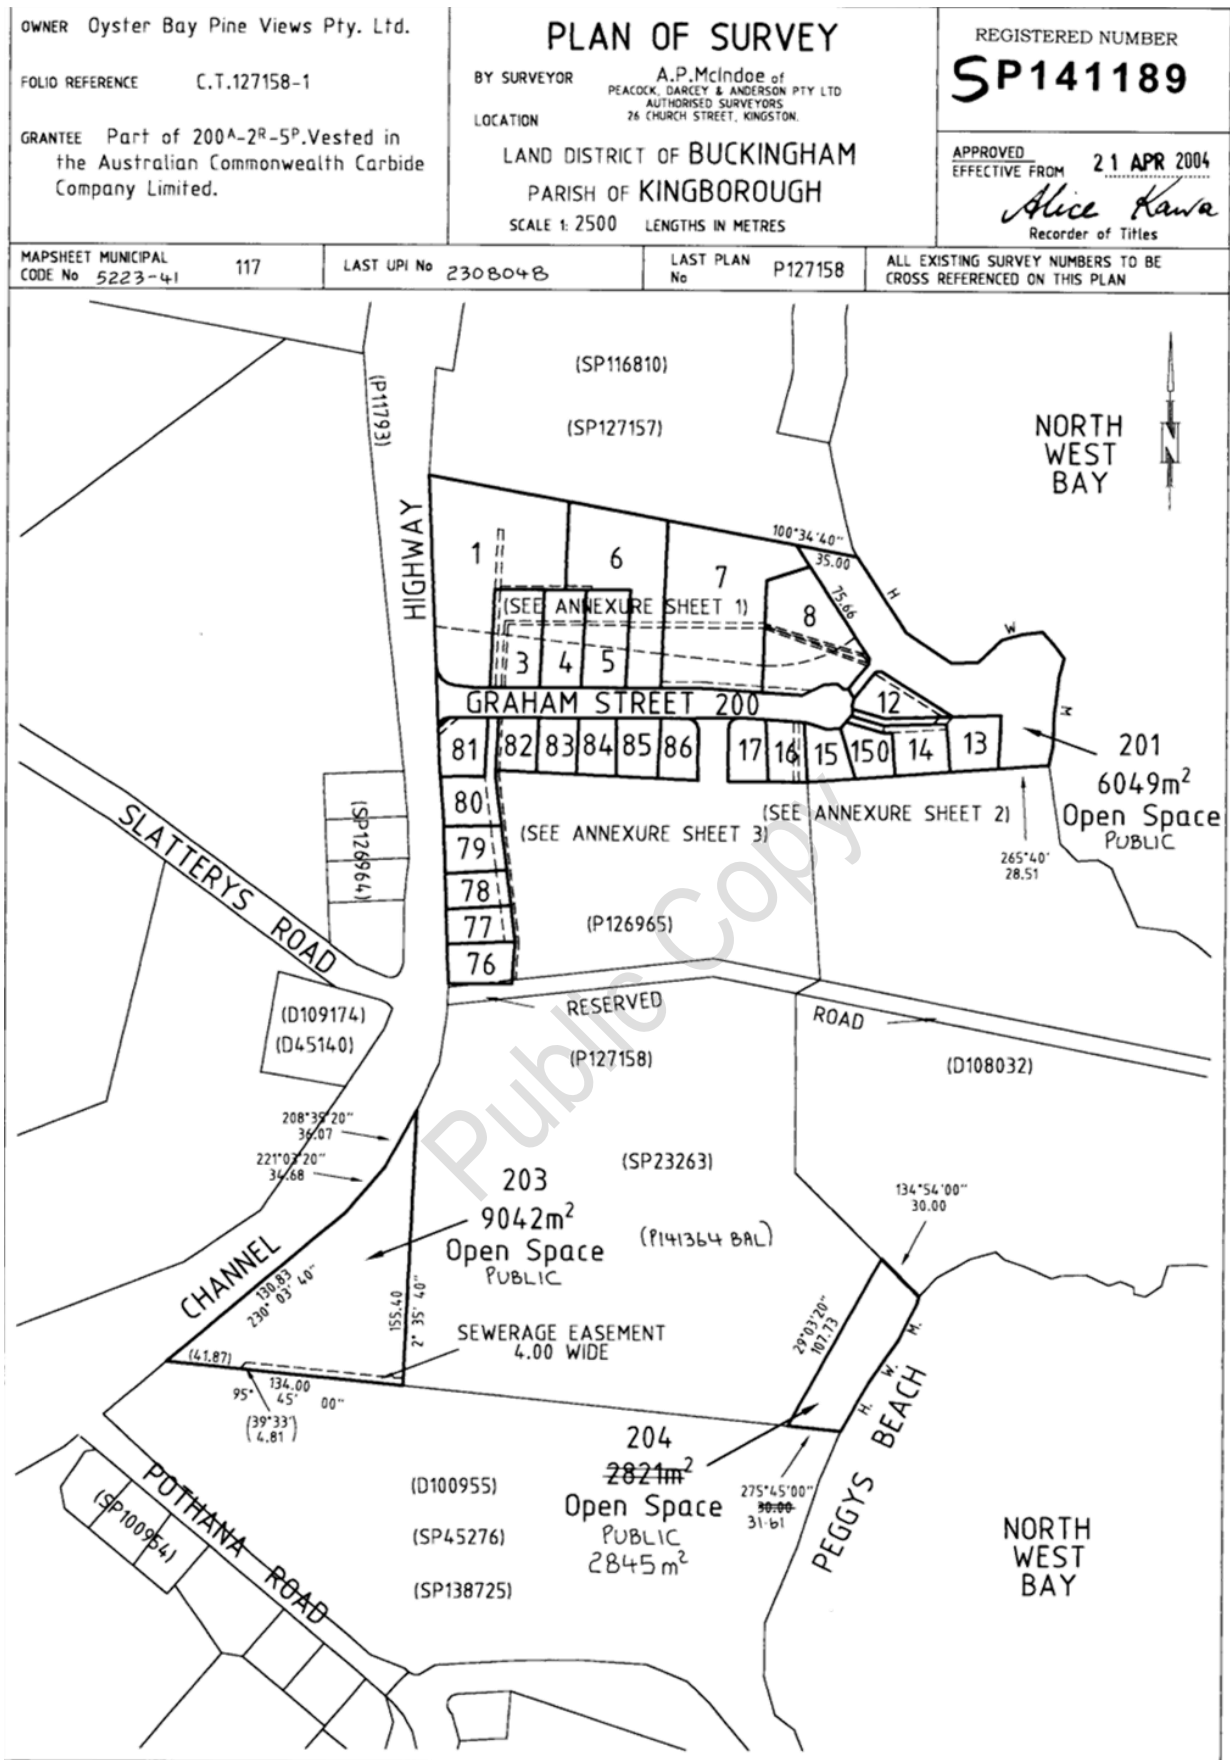 OWNER Oyster Bay Pine Views Pty. Ltd.
FOLIO REFERENCE C.T.127158-1
GRANTEE Part of 200ᴬ-2ᴿ-5ᴾ.Vested in
the Australian Commonwealth Carbide
Company Limited.
PLAN OF SURVEY
BY SURVEYOR A.P.McIndoe of
PEACOCK, DARCEY & ANDERSON PTY LTD
AUTHORISED SURVEYORS
26 CHURCH STREET, KINGSTON.
LOCATION
LAND DISTRICT OF BUCKINGHAM
PARISH OF KINGBOROUGH
SCALE 1: 2500 LENGTHS IN METRES
REGISTERED NUMBER
SP141189
APPROVED
EFFECTIVE FROM 21 APR 2004
Alice Kawa
Recorder of Titles
MAPSHEET MUNICIPAL
CODE No 5223-41
117
LAST UPI No 2308048
LAST PLAN
No P127158
ALL EXISTING SURVEY NUMBERS TO BE
CROSS REFERENCED ON THIS PLAN
(SP116810)
(P11793)
(SP127157)
NORTH
WEST
BAY
N
HIGHWAY
100°34'40"
35.00
75.66
1
6
7
8
H
W
M
(SEE ANNEXURE SHEET 1)
3
4
5
GRAHAM STREET 200
12
81
82
83
84
85
86
17
16
15
150
14
13
201
6049m²
Open Space
PUBLIC
80
79
78
77
76
(SEE ANNEXURE SHEET 3)
(SEE ANNEXURE SHEET 2)
265°40'
28.51
SLATTERYS ROAD
(SP126964)
(P126965)
RESERVED
ROAD
(D109174)
(D45140)
(P127158)
(D108032)
208°35'20"
36.07
221°03'20"
34.68
(SP23263)
203
9042m²
Open Space
PUBLIC
(P141364 BAL)
134°54'00"
30.00
CHANNEL
130.83
230° 03' 40"
155.40
2° 35' 40"
SEWERAGE EASEMENT
4.00 WIDE
29°03'20"
107.73
H.
W.
M.
(41.87)
134.00
95° 45' 00"
(39°33')
4.81
PEGGYS BEACH
204
2821m²
Open Space
PUBLIC
2845m²
275°45'00"
30.00
31.61
(D100955)
(SP45276)
(SP138725)
POTHANA ROAD
(SP100954)
NORTH
WEST
BAY
Public Copy